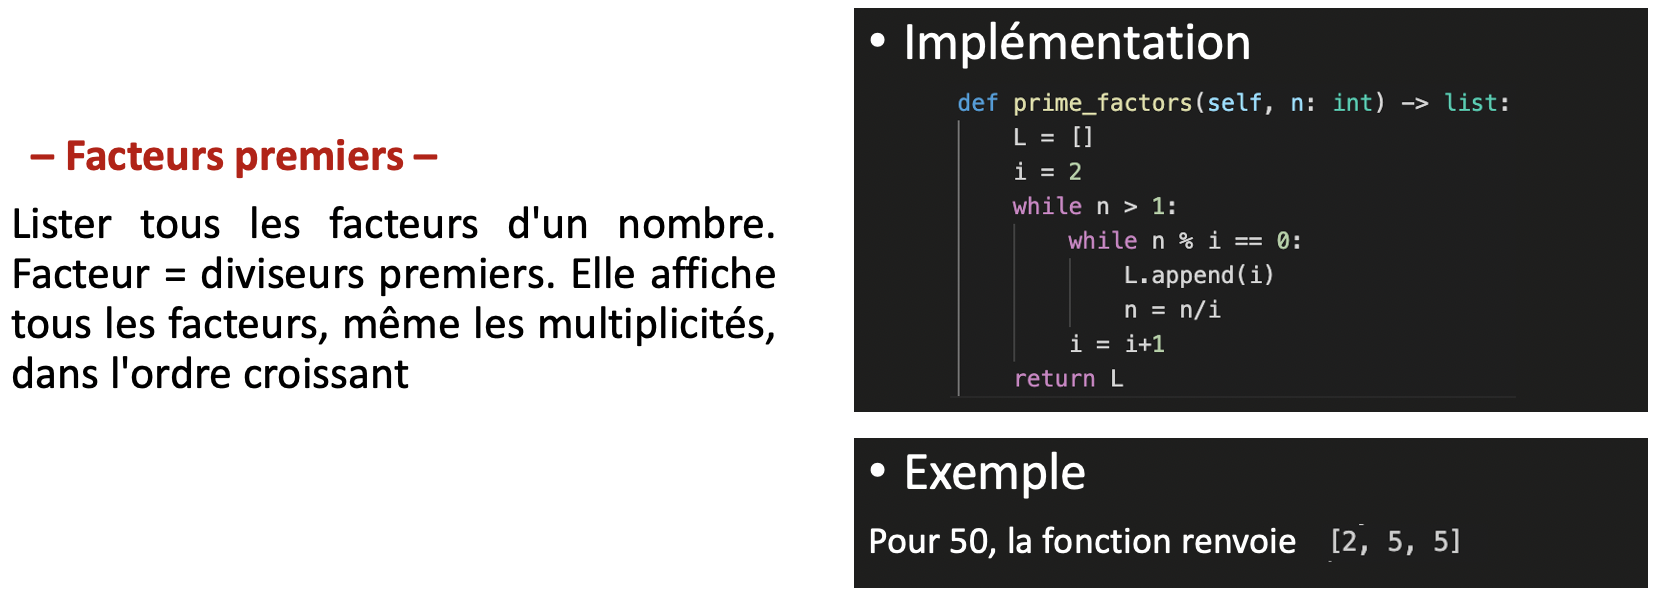 – Facteurs premiers –
Lister tous les facteurs d'un nombre.
Facteur = diviseurs premiers. Elle affiche
tous les facteurs, même les multiplicités,
dans l'ordre croissant
• Implémentation
def prime_factors(self, n: int) -> list:
    L = []
    i = 2
    while n > 1:
        while n % i == 0:
            L.append(i)
            n = n/i
        i = i+1
    return L
• Exemple
Pour 50, la fonction renvoie [2, 5, 5]